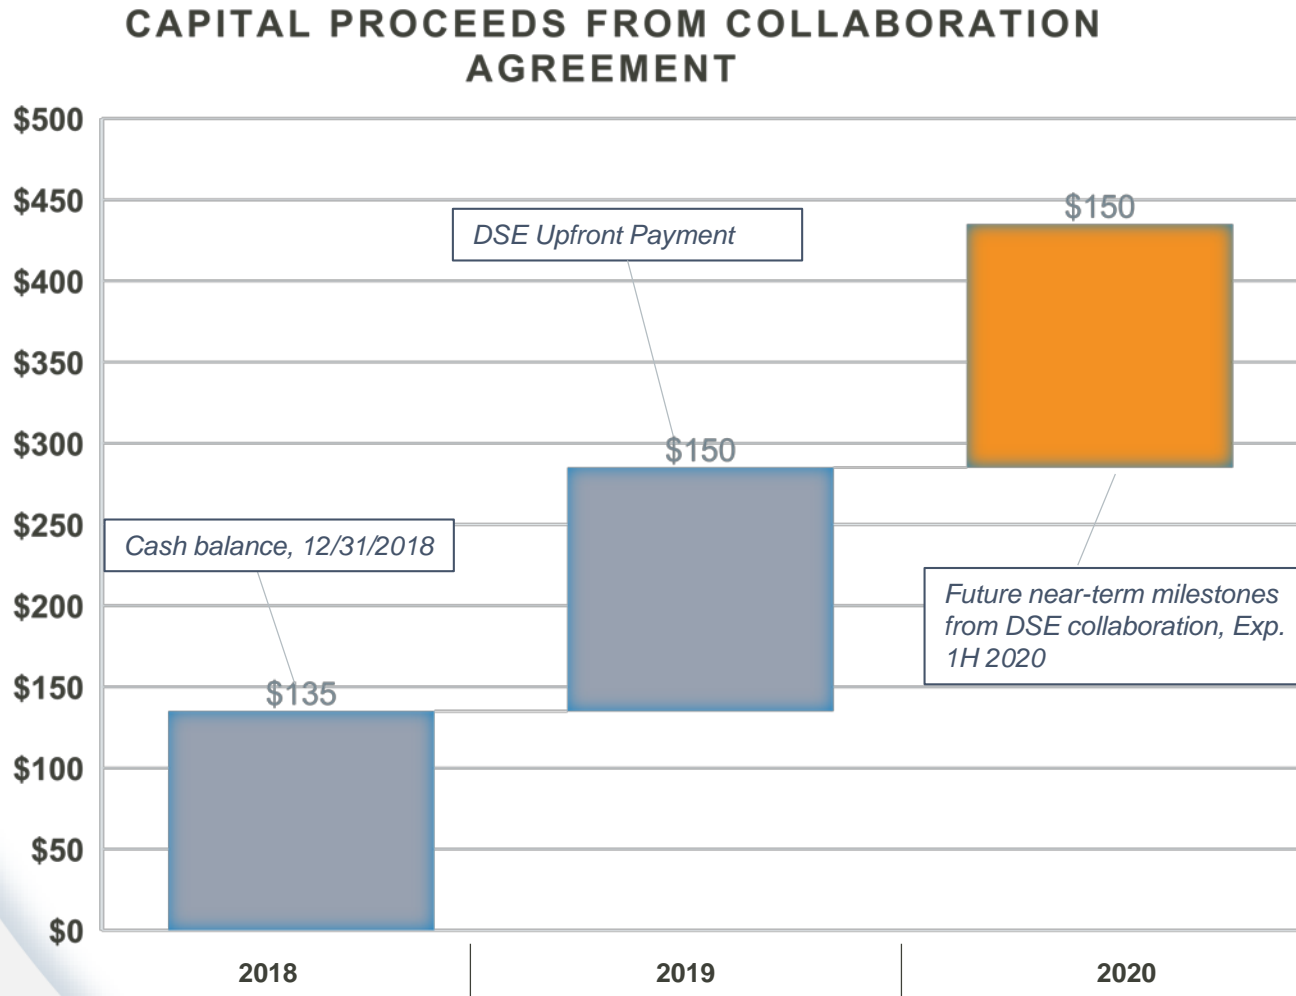 CAPITAL PROCEEDS FROM COLLABORATION
AGREEMENT
$500
$450
$400
$350
$300
$250
$200
$150
$100
$50
$0
$150
DSE Upfront Payment
$150
Cash balance, 12/31/2018
Future near-term milestones
from DSE collaboration, Exp.
1H 2020
$135
2018
2019
2020